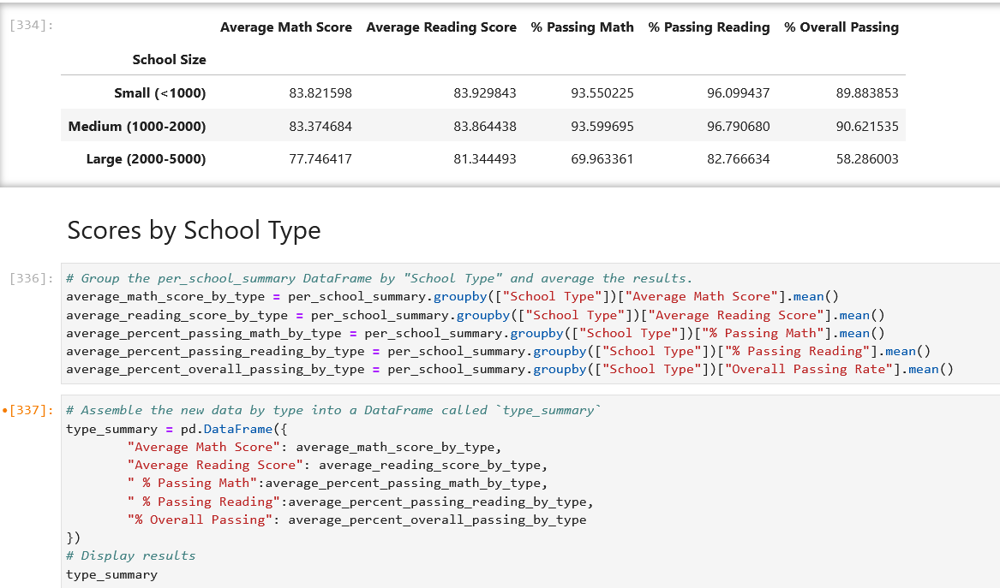 [334]:
Average Math Score Average Reading Score % Passing Math % Passing Reading % Overall Passing
School Size
Small (<1000) 83.821598 83.929843 93.550225 96.099437 89.883853
Medium (1000-2000) 83.374684 83.864438 93.599695 96.790680 90.621535
Large (2000-5000) 77.746417 81.344493 69.963361 82.766634 58.286003
Scores by School Type
[336]:
# Group the per_school_summary DataFrame by "School Type" and average the results.
average_math_score_by_type = per_school_summary.groupby(["School Type"])["Average Math Score"].mean()
average_reading_score_by_type = per_school_summary.groupby(["School Type"])["Average Reading Score"].mean()
average_percent_passing_math_by_type = per_school_summary.groupby(["School Type"])["% Passing Math"].mean()
average_percent_passing_reading_by_type = per_school_summary.groupby(["School Type"])["% Passing Reading"].mean()
average_percent_overall_passing_by_type = per_school_summary.groupby(["School Type"])["Overall Passing Rate"].mean()
•[337]:
# Assemble the new data by type into a DataFrame called `type_summary`
type_summary = pd.DataFrame({
        "Average Math Score": average_math_score_by_type,
        "Average Reading Score": average_reading_score_by_type,
        " % Passing Math":average_percent_passing_math_by_type,
        " % Passing Reading":average_percent_passing_reading_by_type,
        "% Overall Passing": average_percent_overall_passing_by_type
})
# Display results
type_summary